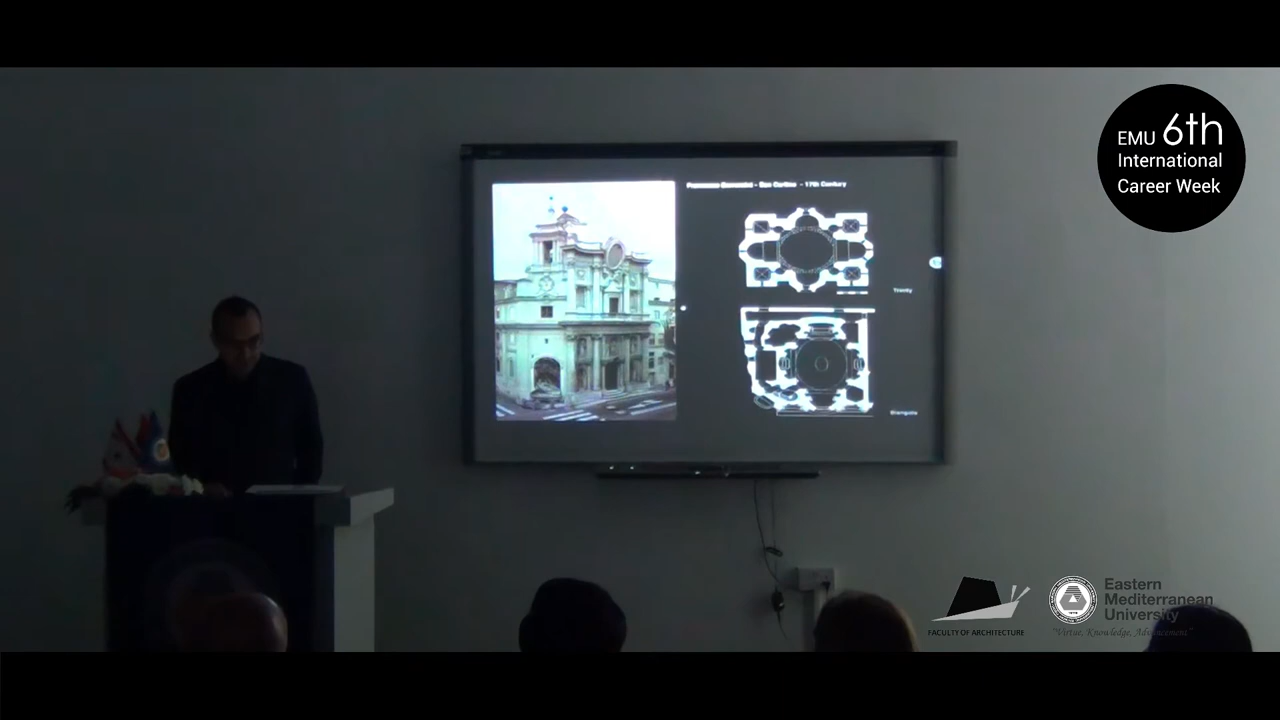 EMU 6th
International
Career Week
Francesco Borromini - San Carlino - 17th Century
Trinity
FACULTY OF ARCHITECTURE
Eastern
Mediterranean
University
"Virtue, Knowledge, Advancement"